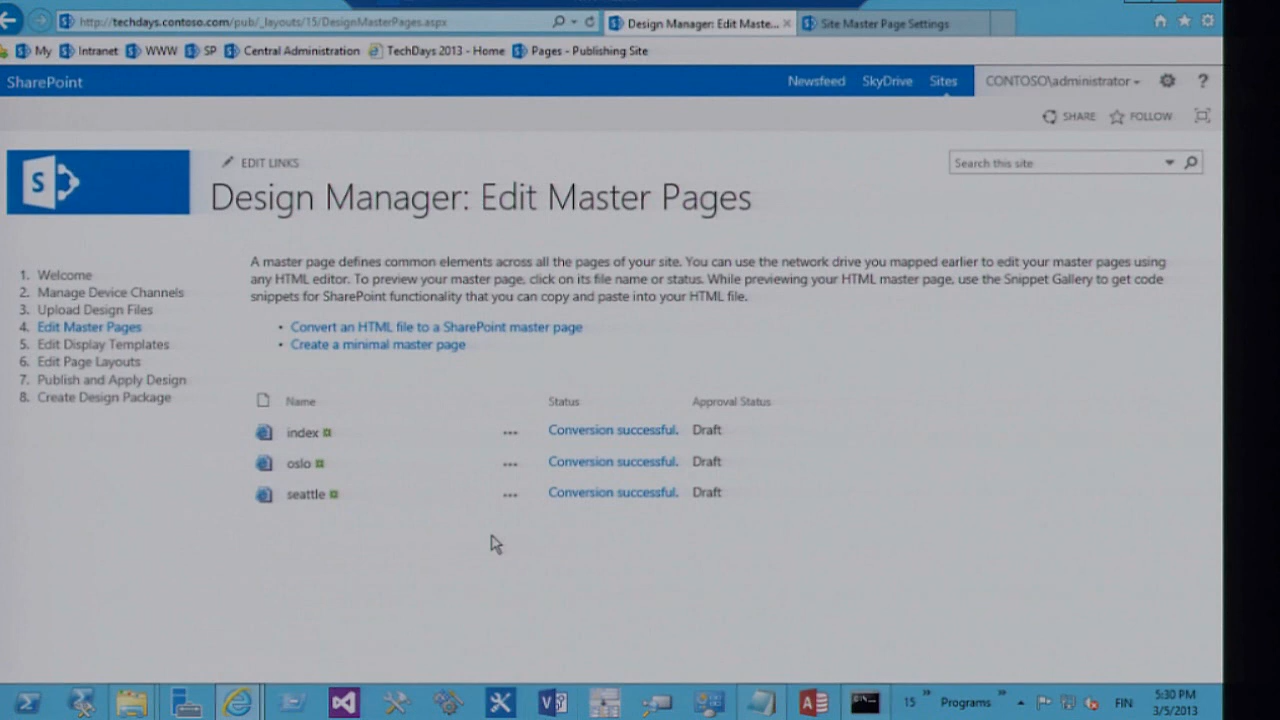 http://techdays.contoso.com/pub/_layouts/15/DesignMasterPages.aspx
Design Manager: Edit Maste...
Site Master Page Settings
My
Intranet
WWW
SP
Central Administration
TechDays 2013 - Home
Pages - Publishing Site
SharePoint
Newsfeed
SkyDrive
Sites
CONTOSO\administrator
?
SHARE
FOLLOW
EDIT LINKS
Search this site
S
Design Manager: Edit Master Pages
1. Welcome
2. Manage Device Channels
3. Upload Design Files
4. Edit Master Pages
5. Edit Display Templates
6. Edit Page Layouts
7. Publish and Apply Design
8. Create Design Package
A master page defines common elements across all the pages of your site. You can use the network drive you mapped earlier to edit your master pages using
any HTML editor. To preview your master page, click on its file name or status. While previewing your HTML master page, use the Snippet Gallery to get code
snippets for SharePoint functionality that you can copy and paste into your HTML file.
• Convert an HTML file to a SharePoint master page
• Create a minimal master page
Name Status Approval Status
index ... Conversion successful. Draft
oslo ... Conversion successful. Draft
seattle ... Conversion successful. Draft
15
Programs
FIN
5:30 PM
3/5/2013